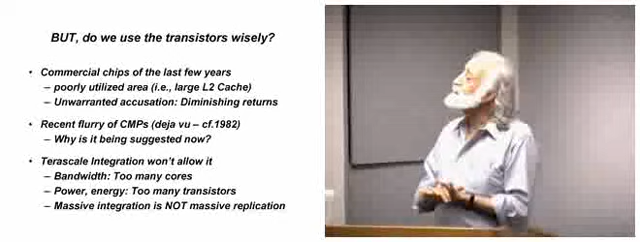 BUT, do we use the transistors wisely?
• Commercial chips of the last few years
– poorly utilized area (i.e., large L2 Cache)
– Unwarranted accusation: Diminishing returns
• Recent flurry of CMPs (deja vu – cf.1982)
– Why is it being suggested now?
• Terascale Integration won't allow it
– Bandwidth: Too many cores
– Power, energy: Too many transistors
– Massive integration is NOT massive replication